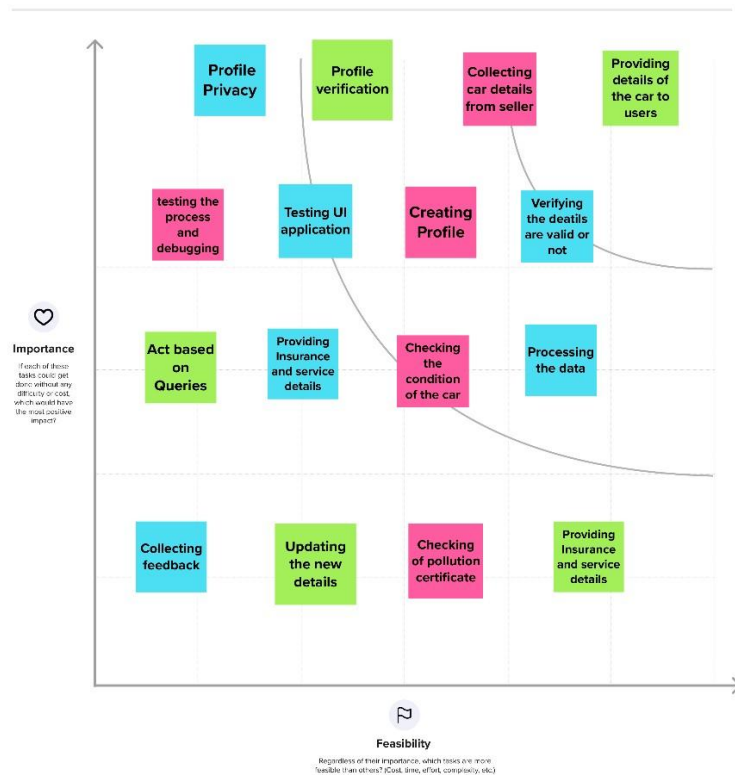 Profile
Privacy
Profile
verification
Collecting
car details
from seller
Providing
details of
the car to
users
testing the
process
and
debugging
Testing UI
application
Creating
Profile
Verifying
the deatils
are valid or
not
Importance
If each of these
tasks could get
done without any
difficulty or cost,
which would have
the most positive
impact?
Act based
on
Queries
Providing
Insurance
and service
details
Checking
the
condition
of the car
Processing
the data
Collecting
feedback
Updating
the new
details
Checking
of pollution
certificate
Providing
Insurance
and service
details
Feasibility
Regardless of their importance, which tasks are more
feasible than others? (Cost, time, effort, complexity, etc.)